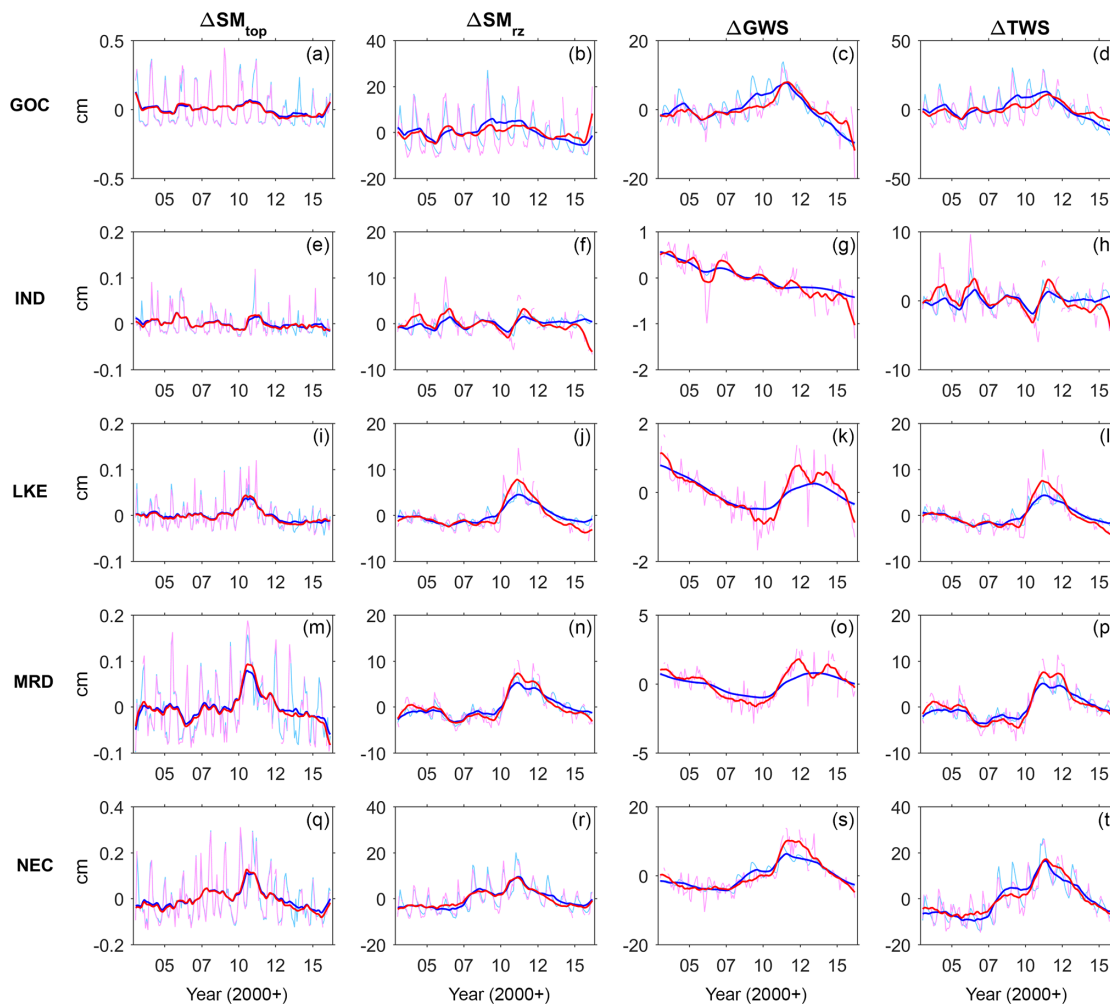 ΔSMtop ΔSMrz ΔGWS ΔTWS
GOC cm 0.5 0 -0.5 (a) 40 20 0 -20 (b) 20 0 -20 (c) 50 0 -50 (d)
05 07 10 12 15 05 07 10 12 15 05 07 10 12 15 05 07 10 12 15
IND cm 0.2 0.1 0 -0.1 (e) 20 10 0 -10 (f) 1 0 -1 -2 (g) 10 0 -10 (h)
05 07 10 12 15 05 07 10 12 15 05 07 10 12 15 05 07 10 12 15
LKE cm 0.2 0.1 0 -0.1 (i) 20 10 0 -10 (j) 2 0 2 (k) 20 10 0 -10 (l)
05 07 10 12 15 05 07 10 12 15 05 07 10 12 15 05 07 10 12 15
MRD cm 0.2 0.1 0 -0.1 (m) 20 10 0 -10 (n) 5 0 -5 (o) 20 10 0 -10 (p)
05 07 10 12 15 05 07 10 12 15 05 07 10 12 15 05 07 10 12 15
NEC cm 0.4 0.2 0 -0.2 (q) 40 20 0 -20 (r) 20 0 -20 (s) 40 20 0 -20 (t)
05 07 10 12 15 05 07 10 12 15 05 07 10 12 15 05 07 10 12 15
Year (2000+) Year (2000+) Year (2000+) Year (2000+)